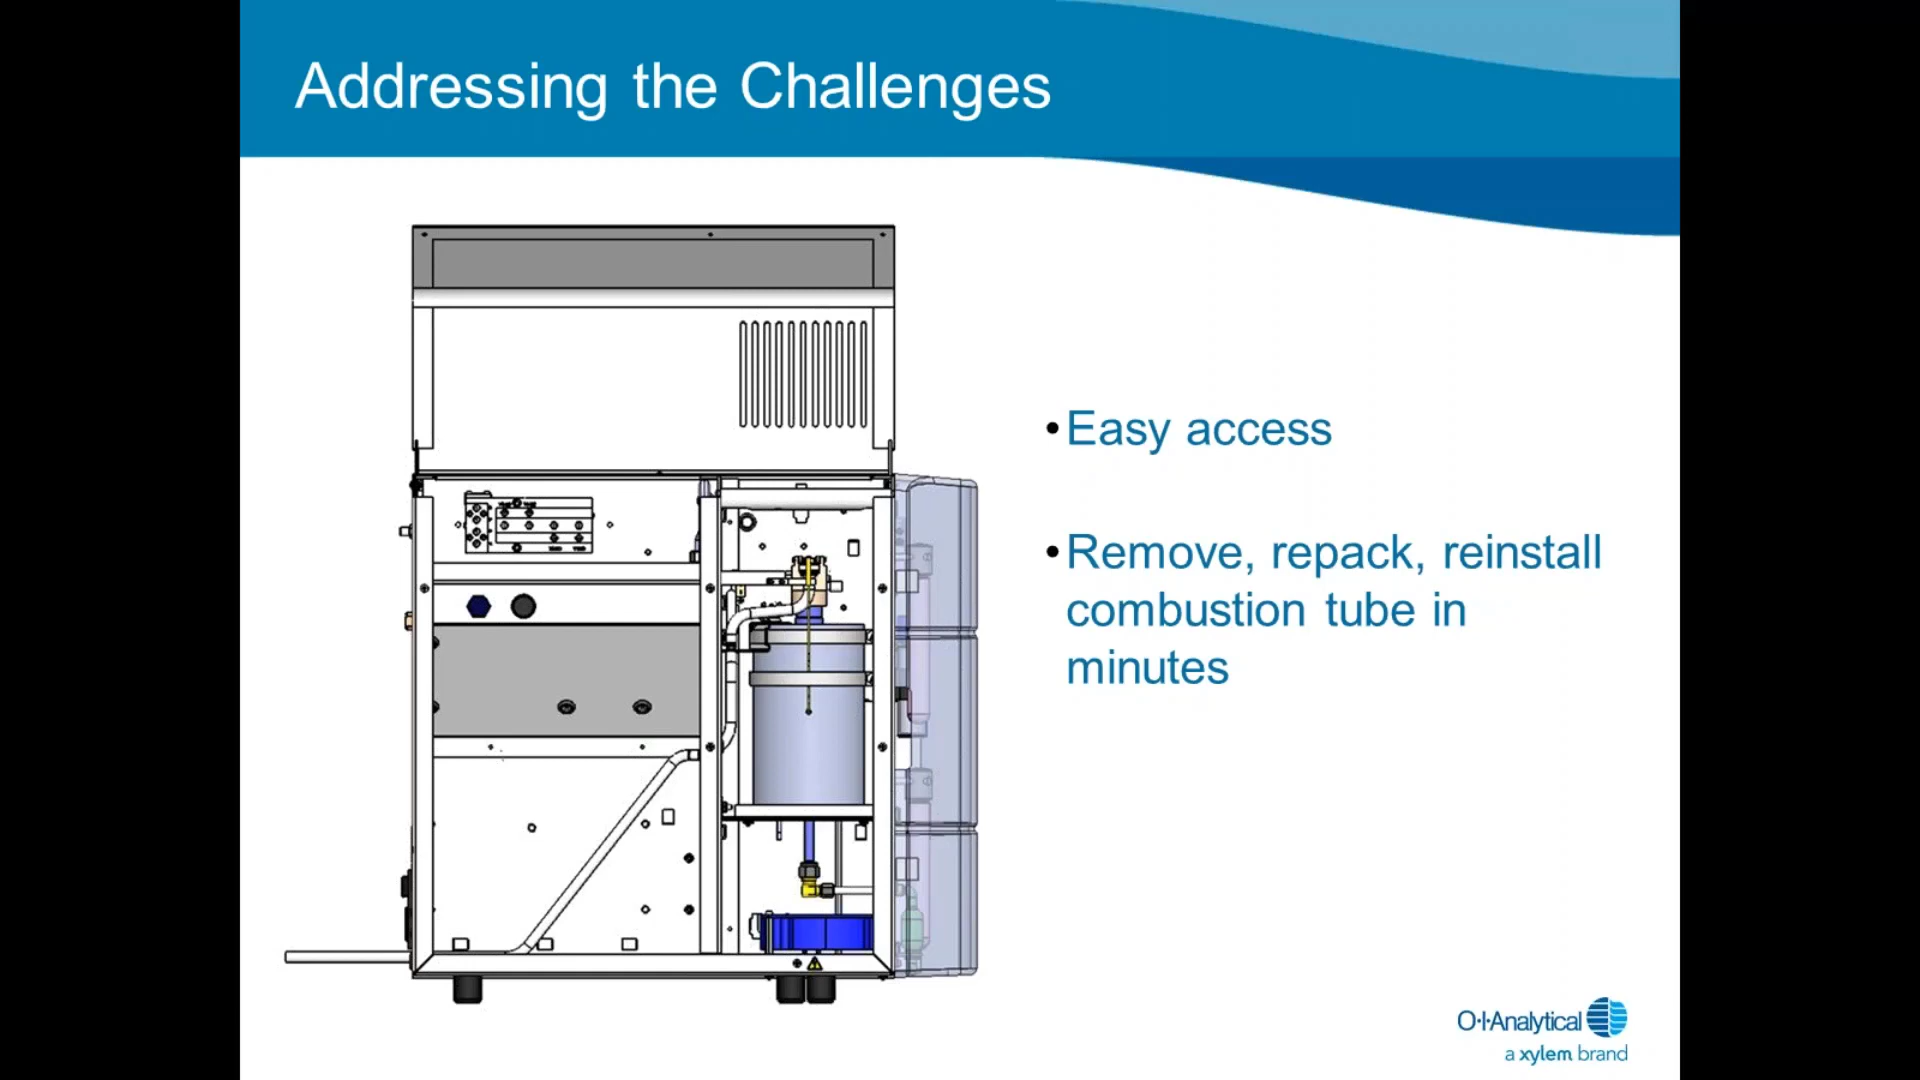 Addressing the Challenges
•Easy access
•Remove, repack, reinstall
combustion tube in
minutes
O·I·Analytical
a xylem brand